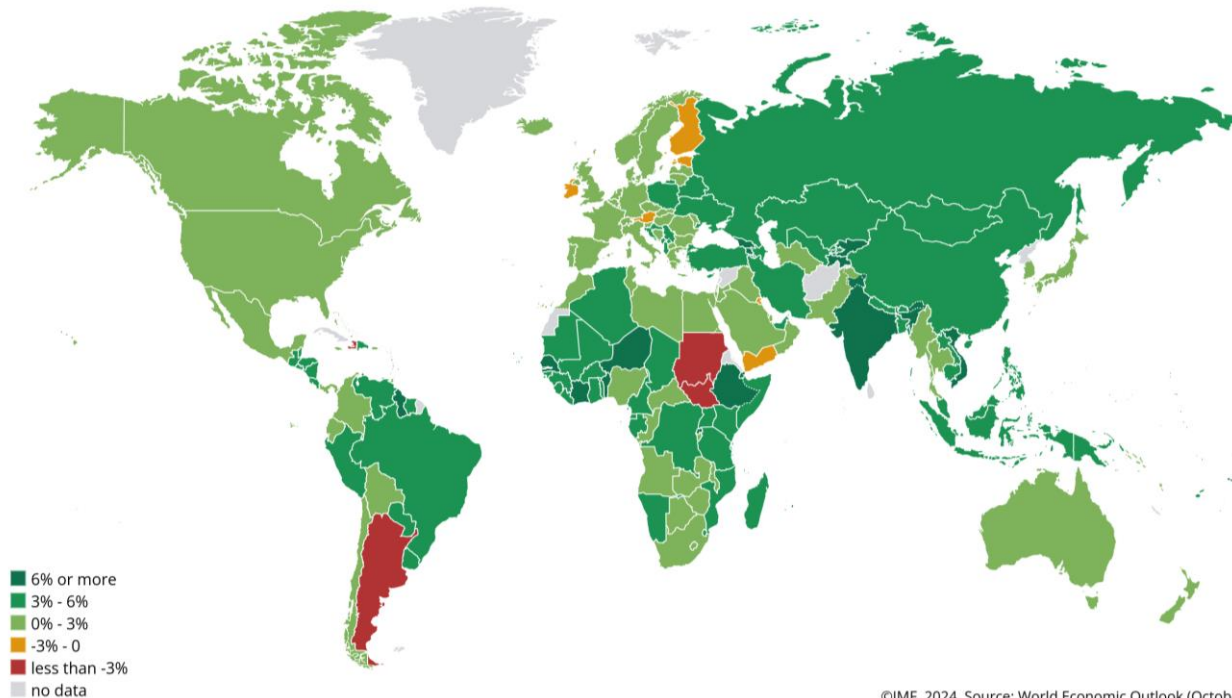 6% or more
3% - 6%
0% - 3%
-3% - 0
less than -3%
no data
©IMF, 2024, Source: World Economic Outlook (Octob